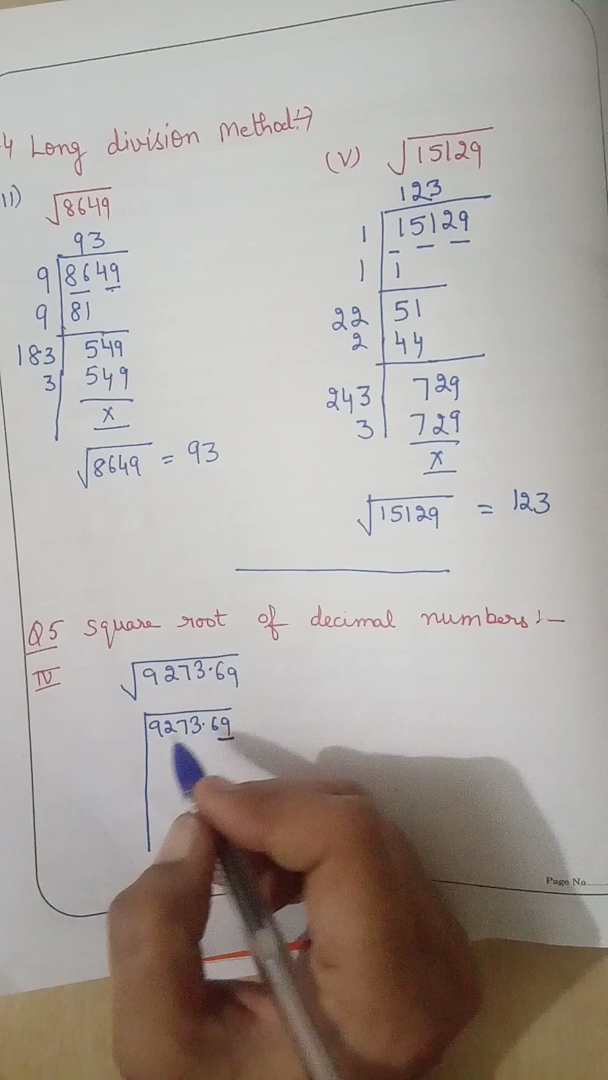 4 Long division Method:→
11) √8649
93
9 8649
9 81
183 549
3 549
x
√8649 = 93
(V) √15129
123
1 15129
1 1
22 51
2 44
243 729
3 729
x
√15129 = 123
Q5 Square root of decimal numbers:-
IV √9273.69
9273.69
Page No.......